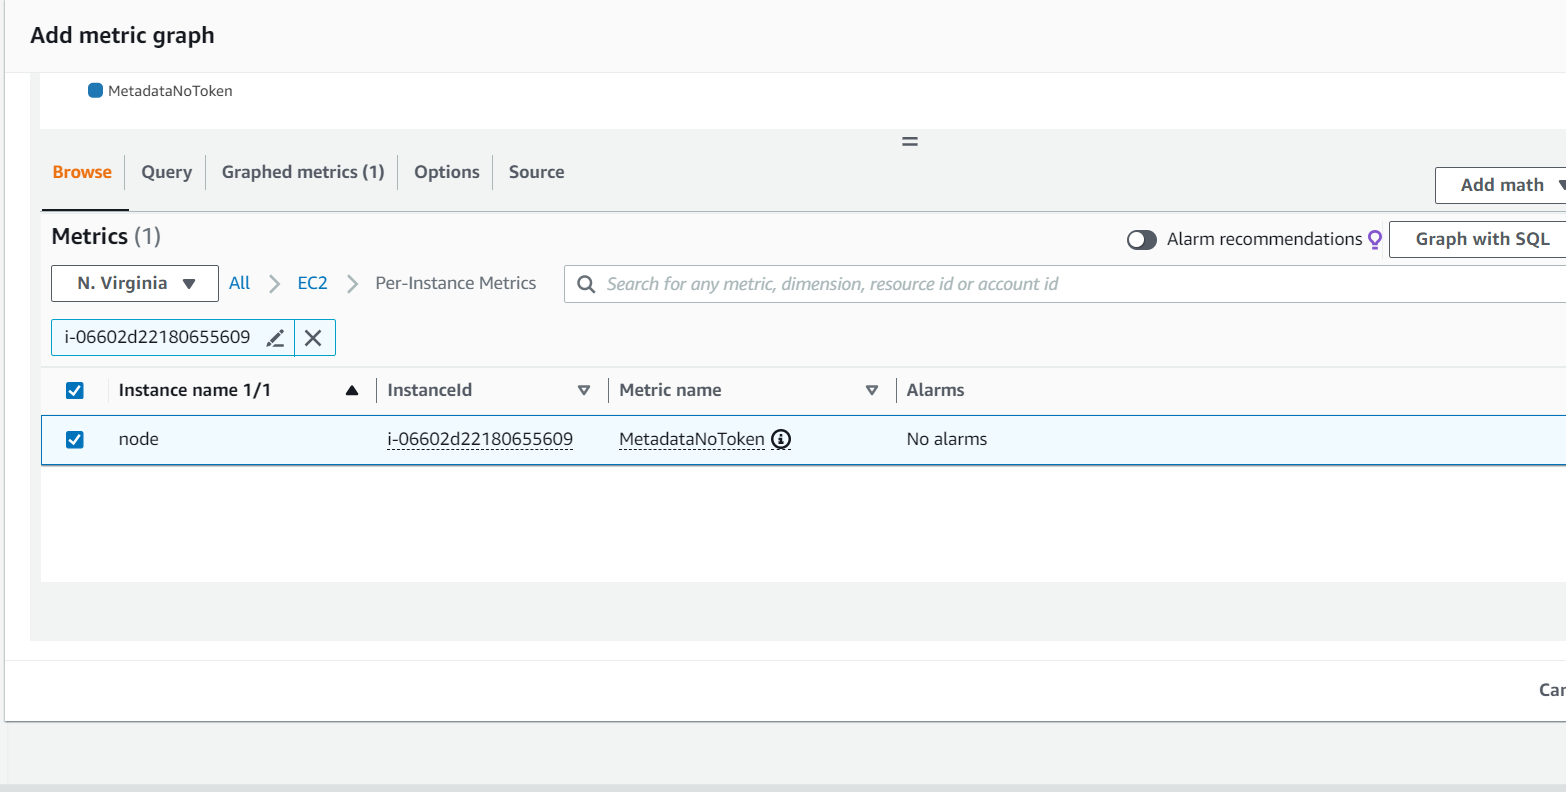 Add metric graph
MetadataNoToken
Browse Query Graphed metrics (1) Options Source
Add math
Metrics (1)
Alarm recommendations
Graph with SQL
N. Virginia All EC2 Per-Instance Metrics Search for any metric, dimension, resource id or account id
i-06602d22180655609
Instance name 1/1 InstanceId Metric name Alarms
node i-06602d22180655609 MetadataNoToken No alarms